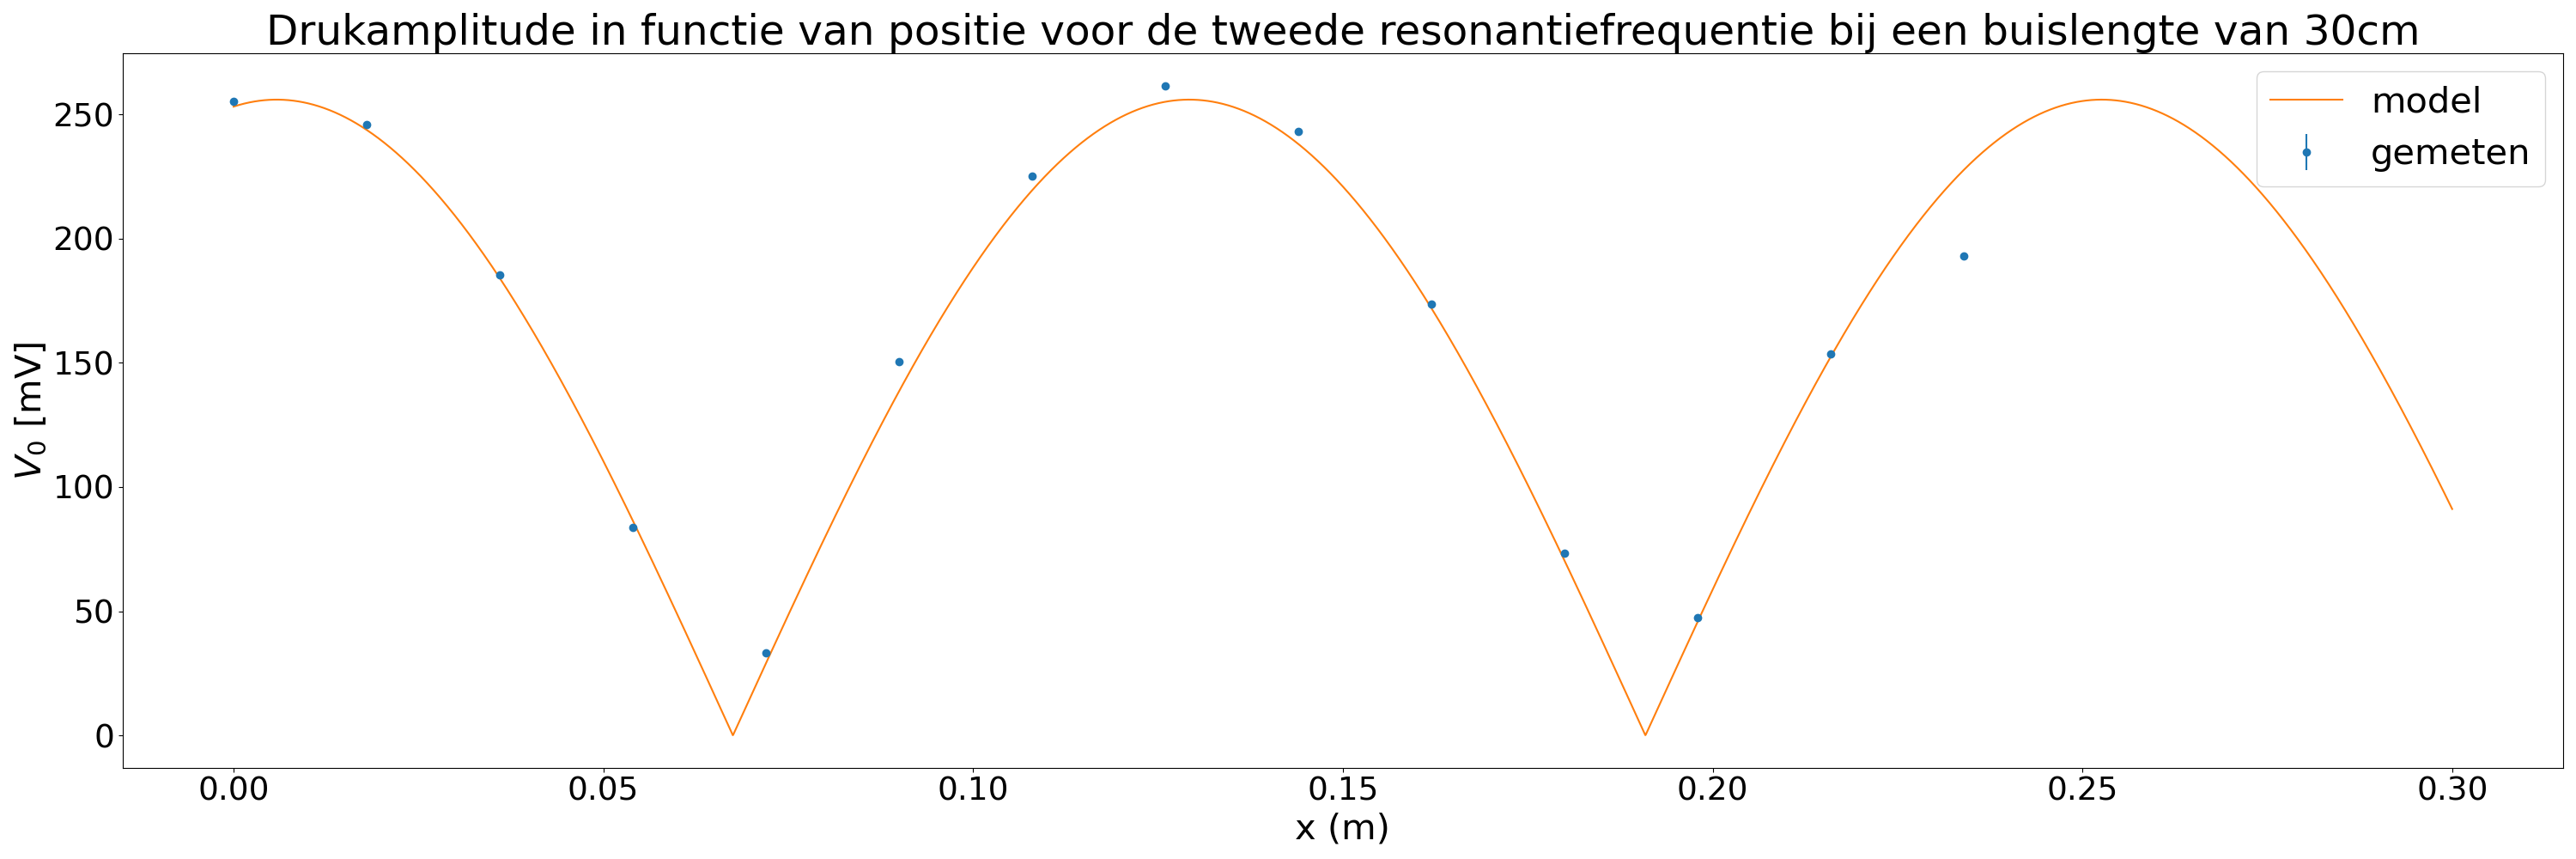 Drukamplitude in functie van positie voor de tweede resonantiefrequentie bij een buislengte van 30cm
model
gemeten
V₀ [mV]
250
200
150
100
50
0
0.00 0.05 0.10 0.15 0.20 0.25 0.30
x (m)